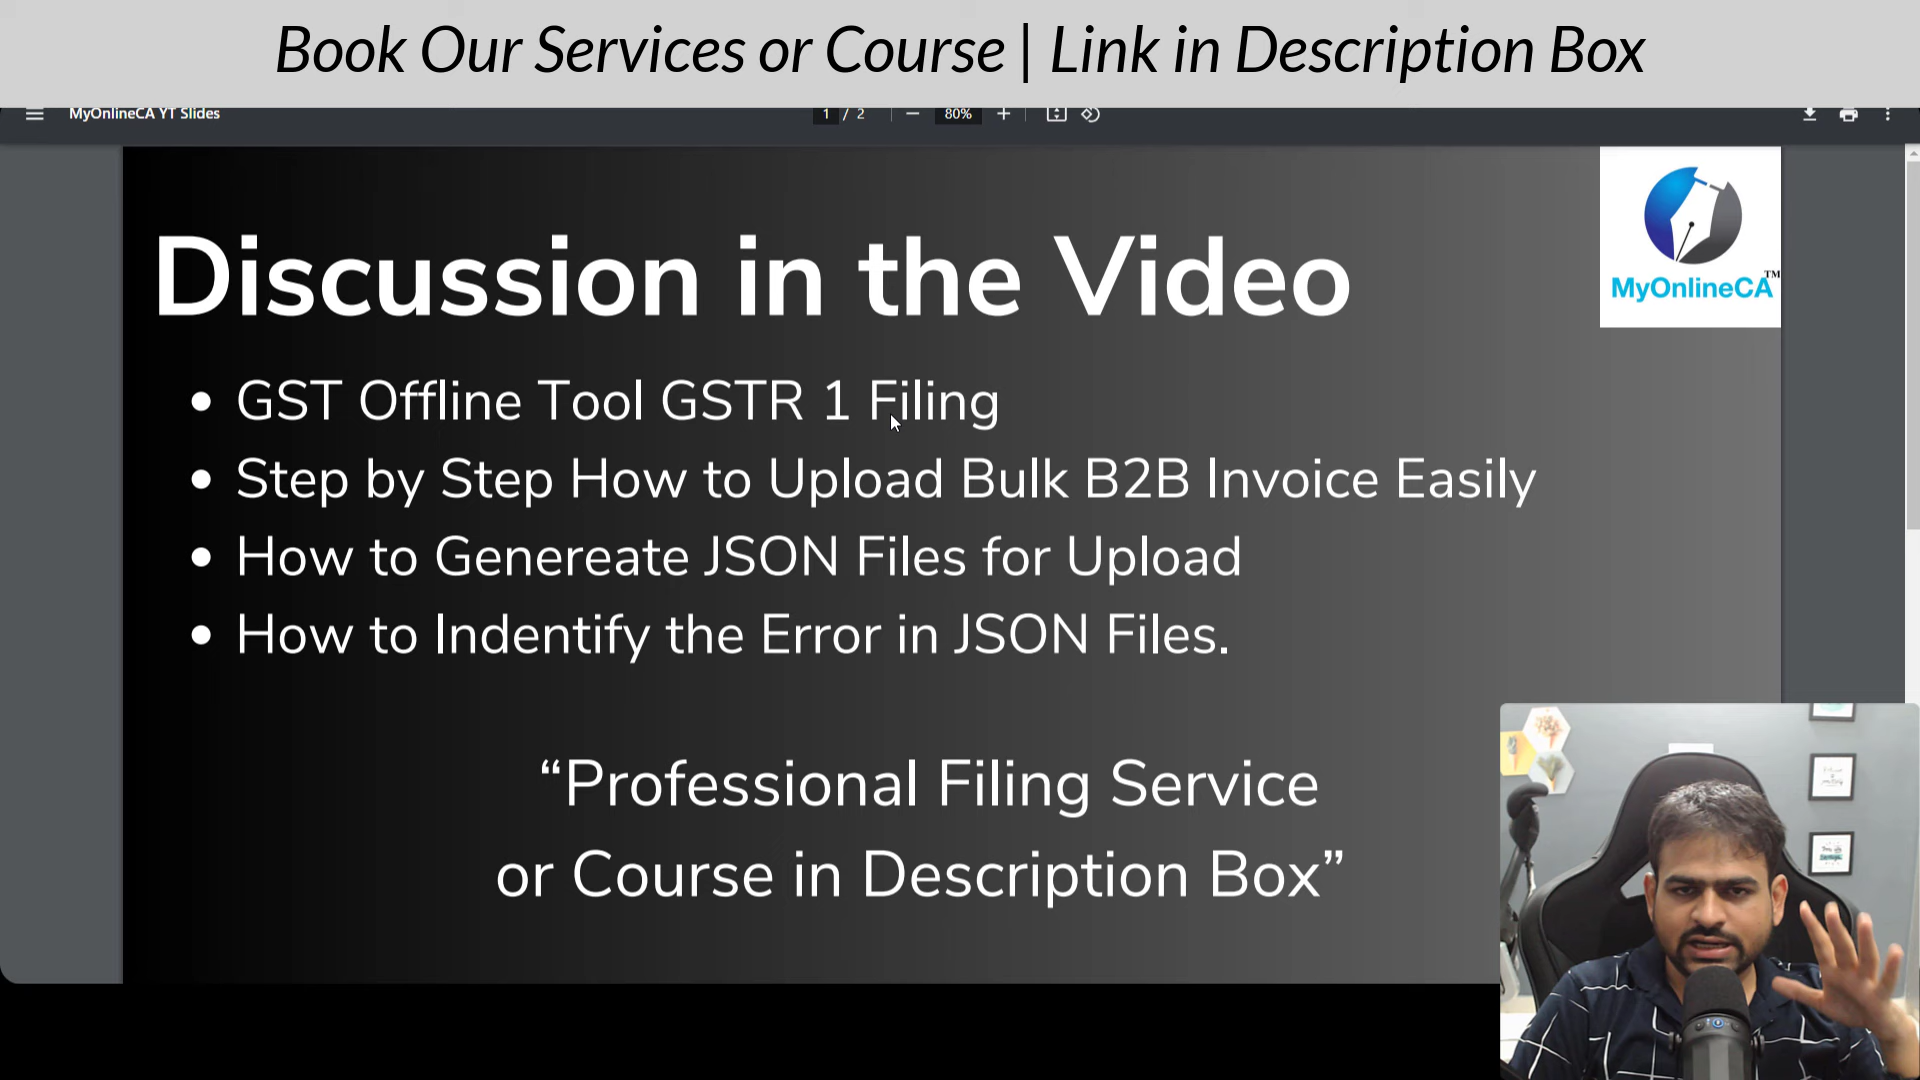 Book Our Services or Course | Link in Description Box
MyOnlineCA YT Slides
1 / 2
80%
Discussion in the Video
MyOnlineCA™
• GST Offline Tool GSTR 1 Filing
• Step by Step How to Upload Bulk B2B Invoice Easily
• How to Genereate JSON Files for Upload
• How to Indentify the Error in JSON Files.
“Professional Filing Service
or Course in Description Box”